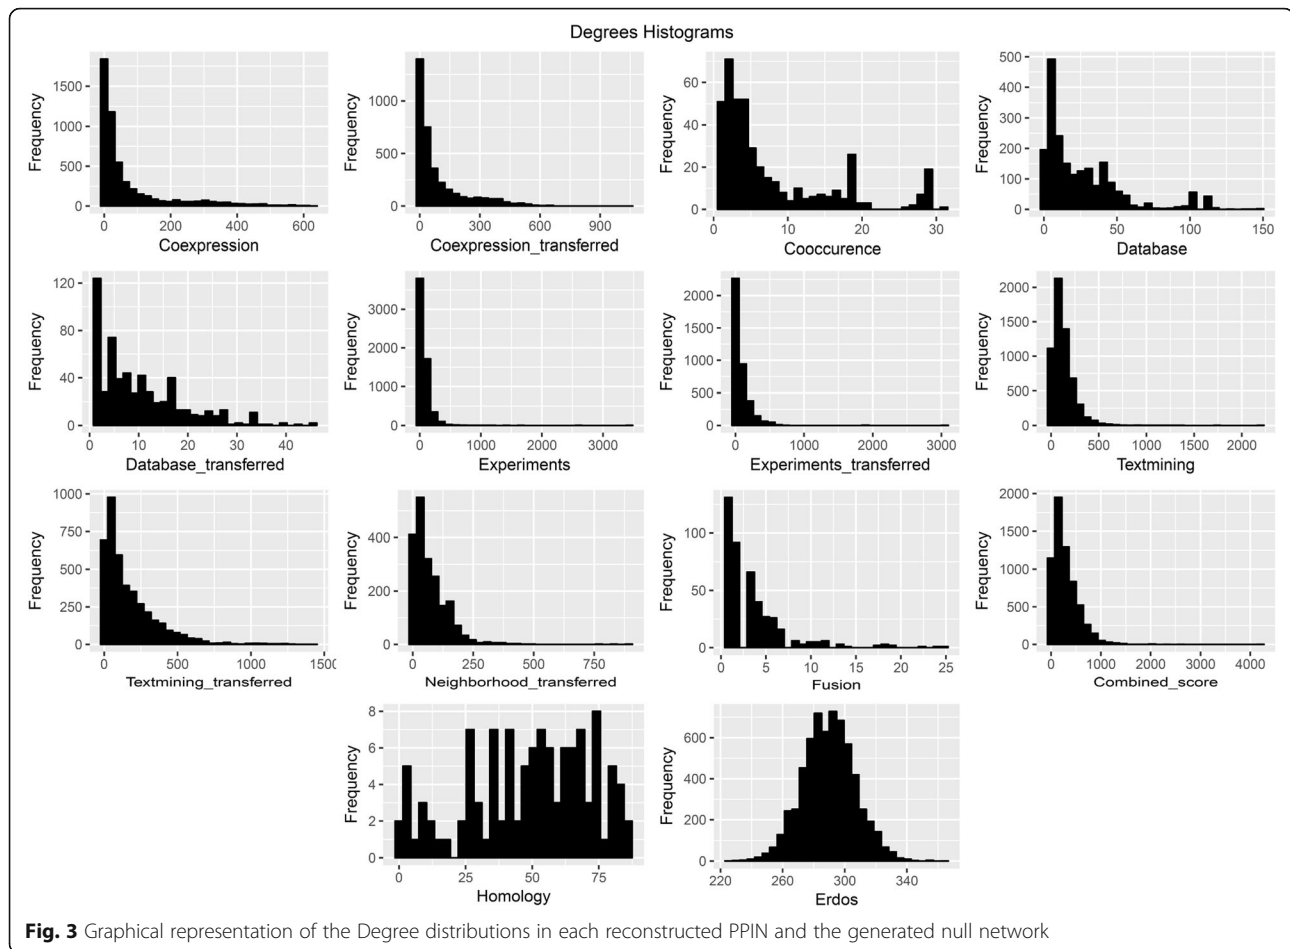 Degrees Histograms
Frequency
1500
1000
500
0
0 200 400 600
Coexpression
Frequency
1000
500
0
0 300 600 900
Coexpression_transferred
Frequency
60
40
20
0
0 10 20 30
Cooccurence
Frequency
500
400
300
200
100
0
0 50 100 150
Database
Frequency
120
80
40
0
0 10 20 30 40
Database_transferred
Frequency
3000
2000
1000
0
0 1000 2000 3000
Experiments
Frequency
2000
1500
1000
500
0
0 1000 2000 3000
Experiments_transferred
Frequency
2000
1500
1000
500
0
0 500 1000 1500 2000
Textmining
Frequency
1000
750
500
250
0
0 500 1000 1500
Textmining_transferred
Frequency
400
200
0
0 250 500 750
Neighborhood_transferred
Frequency
100
50
0
0 5 10 15 20 25
Fusion
Frequency
2000
1500
1000
500
0
0 1000 2000 3000 4000
Combined_score
Frequency
8
6
4
2
0
0 25 50 75
Homology
Frequency
600
400
200
0
220 260 300 340
Erdos
Fig. 3 Graphical representation of the Degree distributions in each reconstructed PPIN and the generated null network